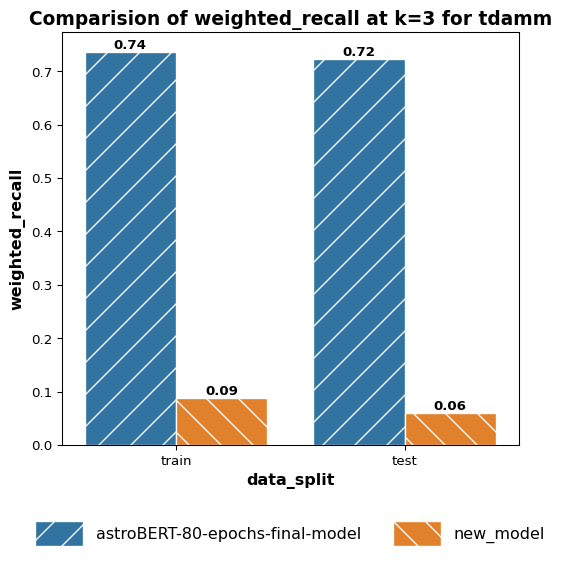 Comparision of weighted_recall at k=3 for tdamm
weighted_recall
0.7
0.6
0.5
0.4
0.3
0.2
0.1
0.0
0.74
0.09
0.72
0.06
train test
data_split
astroBERT-80-epochs-final-model new_model